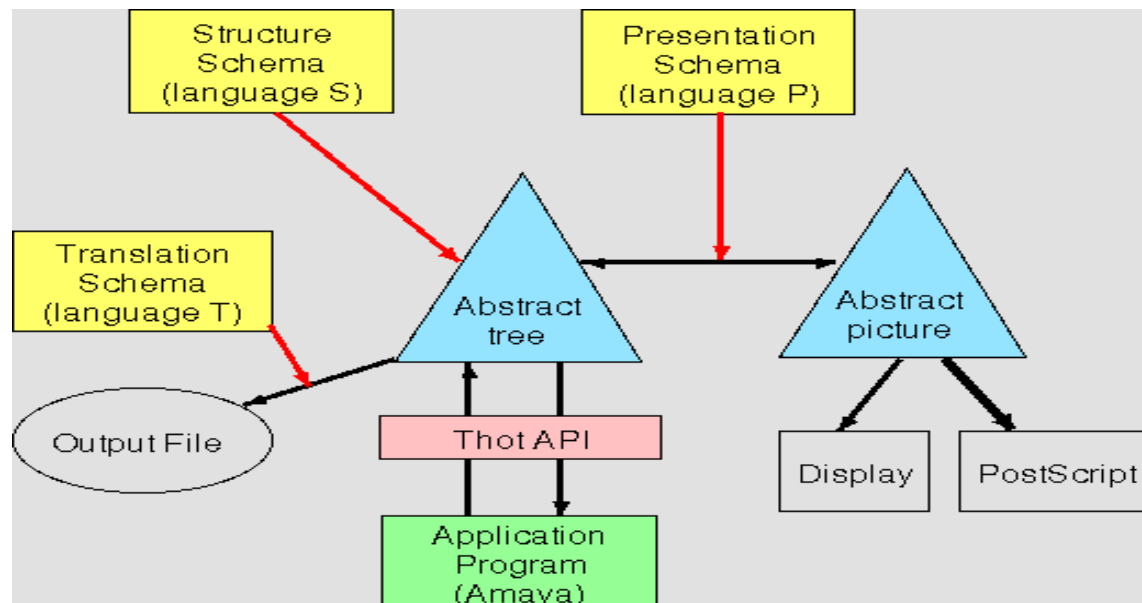 Structure
Schema
(language S)
Presentation
Schema
(language P)
Translation
Schema
(language T)
Abstract
tree
Abstract
picture
Output File
Thot API
Display
PostScript
Application
Program
(Amaya)